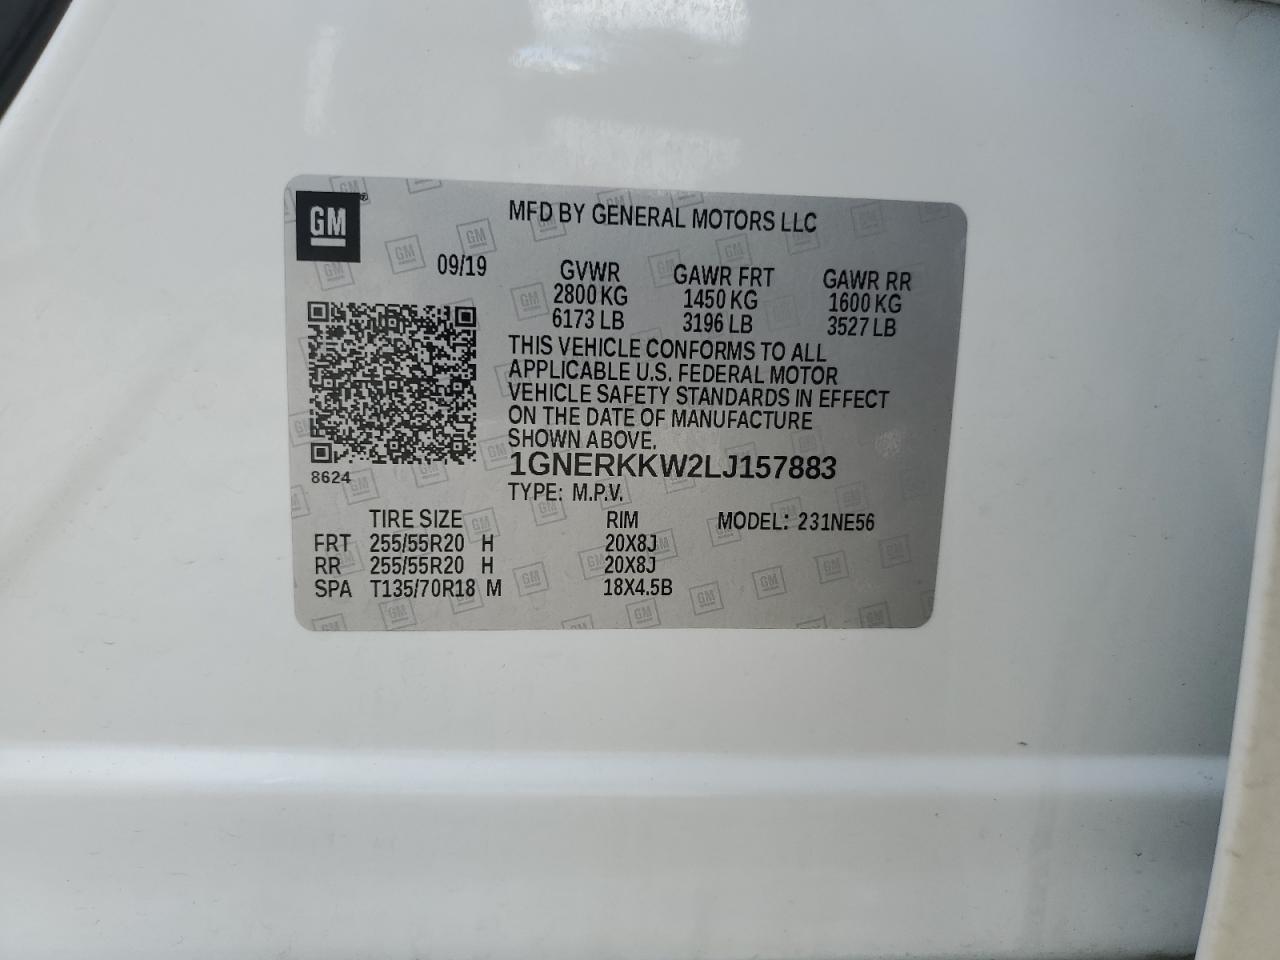 GM
MFD BY GENERAL MOTORS LLC
09/19
GVWR GAWR FRT GAWR RR
2800 KG 1450 KG 1600 KG
6173 LB 3196 LB 3527 LB
THIS VEHICLE CONFORMS TO ALL
APPLICABLE U.S. FEDERAL MOTOR
VEHICLE SAFETY STANDARDS IN EFFECT
ON THE DATE OF MANUFACTURE
SHOWN ABOVE.
1GNERKKW2LJ157883
8624
TYPE: M.P.V.
TIRE SIZE RIM MODEL: 231NE56
FRT 255/55R20 H 20X8J
RR 255/55R20 H 20X8J
SPA T135/70R18 M 18X4.5B